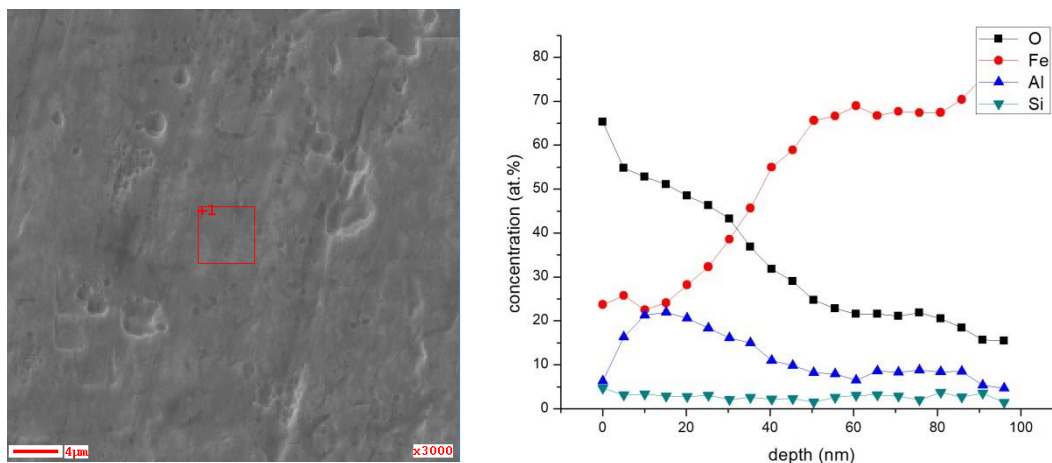 +1
4μm
x3000
O
Fe
Al
Si
concentration (at.%)
80
70
60
50
40
30
20
10
0
0 20 40 60 80 100
depth (nm)